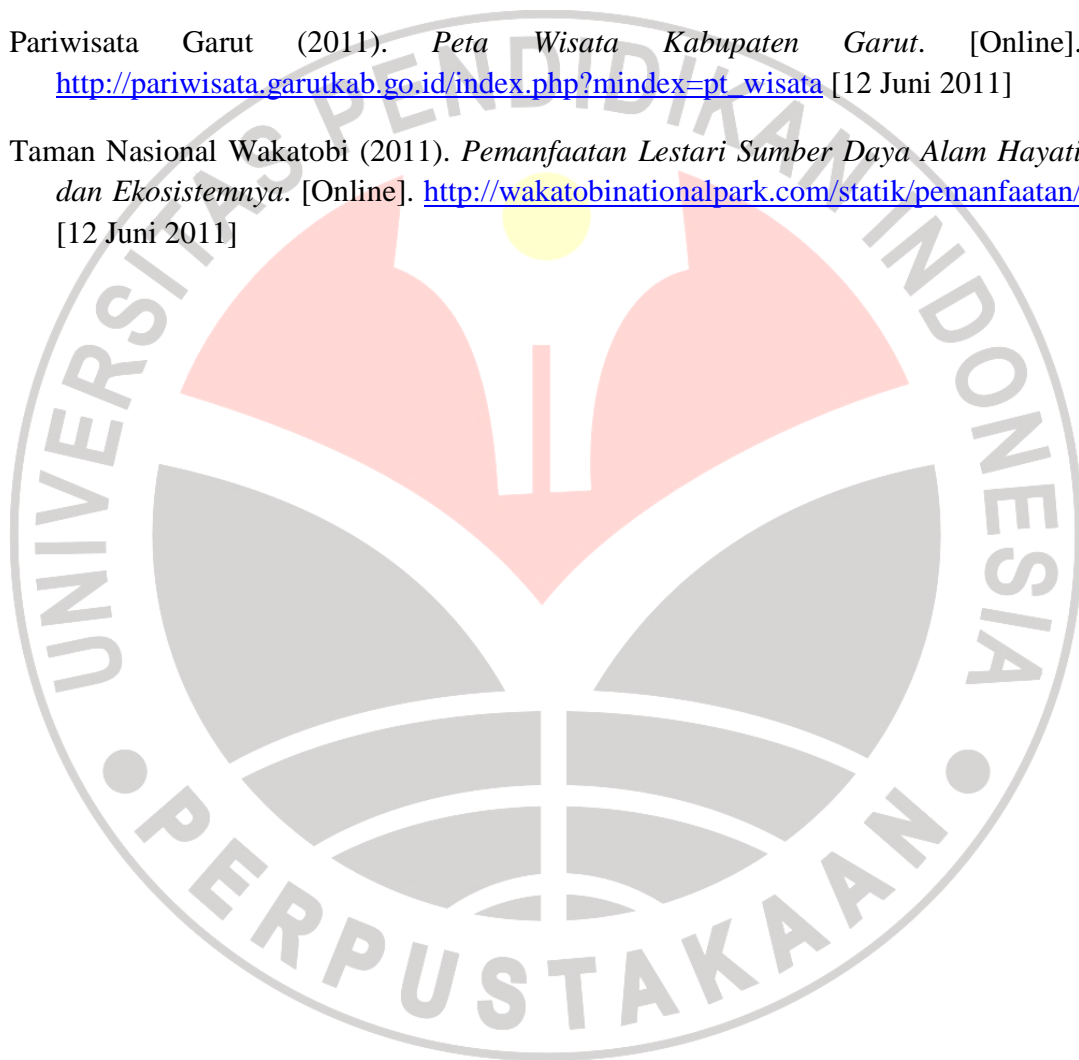 Pariwisata Garut (2011). Peta Wisata Kabupaten Garut. [Online].
http://pariwisata.garutkab.go.id/index.php?mindex=pt_wisata [12 Juni 2011]
Taman Nasional Wakatobi (2011). Pemanfaatan Lestari Sumber Daya Alam Hayati
dan Ekosistemnya. [Online]. http://wakatobinationalpark.com/statik/pemanfaatan/
[12 Juni 2011]
UNIVERSITAS PENDIDIKAN INDONESIA
PERPUSTAKAAN